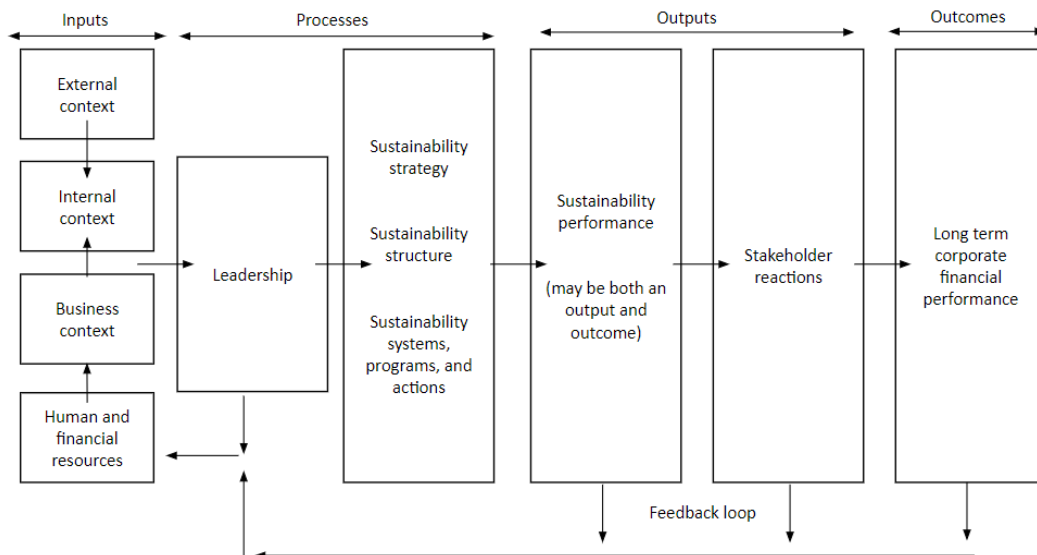 Inputs
Processes
Outputs
Outcomes
External
context
Internal
context
Business
context
Human and
financial
resources
Leadership
Sustainability
strategy
Sustainability
structure
Sustainability
systems,
programs, and
actions
Sustainability
performance
(may be both an
output and
outcome)
Stakeholder
reactions
Long term
corporate
financial
performance
Feedback loop